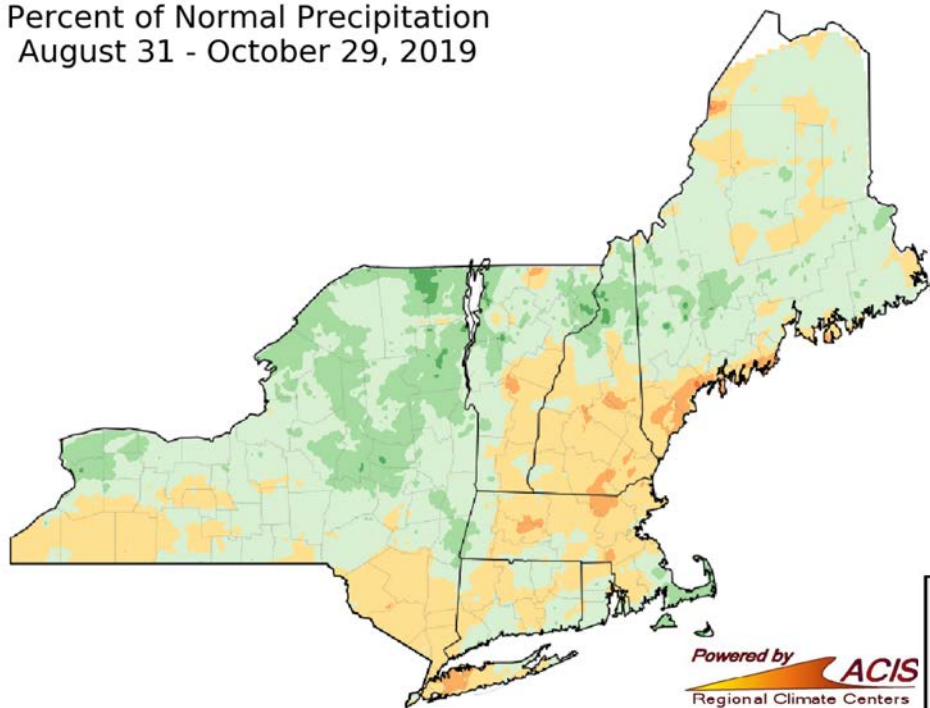 Percent of Normal Precipitation
August 31 - October 29, 2019
Powered by
ACIS
Regional Climate Centers